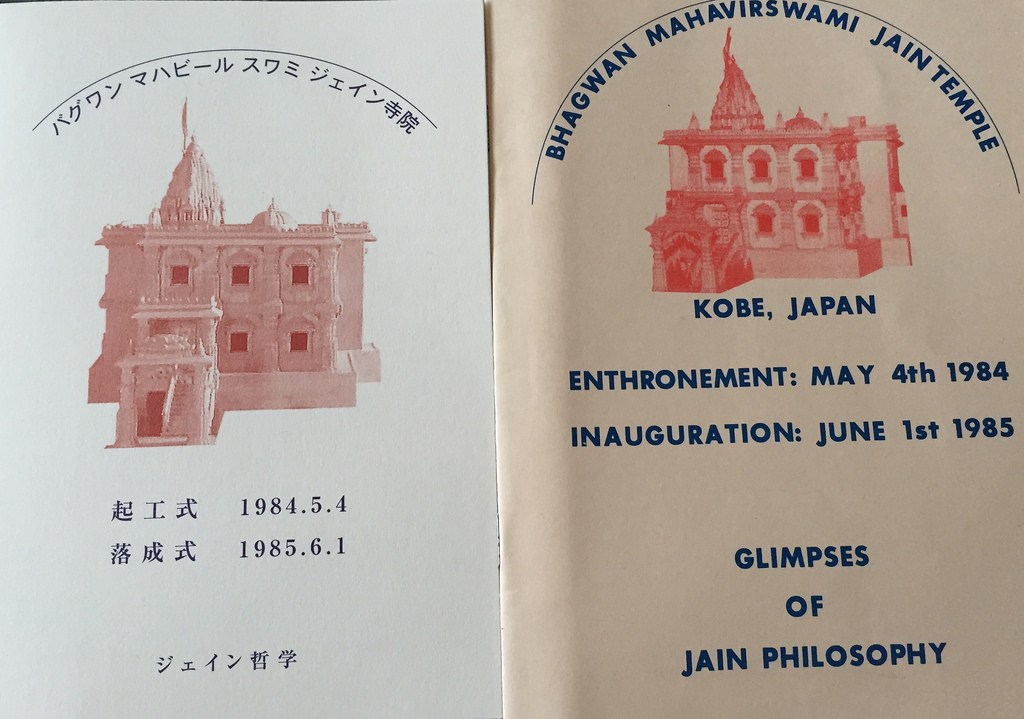 バグワン マハビール スワミ ジェイン寺院
起工式 1984.5.4
落成式 1985.6.1
ジェイン哲学
BHAGWAN MAHAVIRSWAMI JAIN TEMPLE
KOBE, JAPAN
ENTHRONEMENT: MAY 4th 1984
INAUGURATION: JUNE 1st 1985
GLIMPSES
OF
JAIN PHILOSOPHY